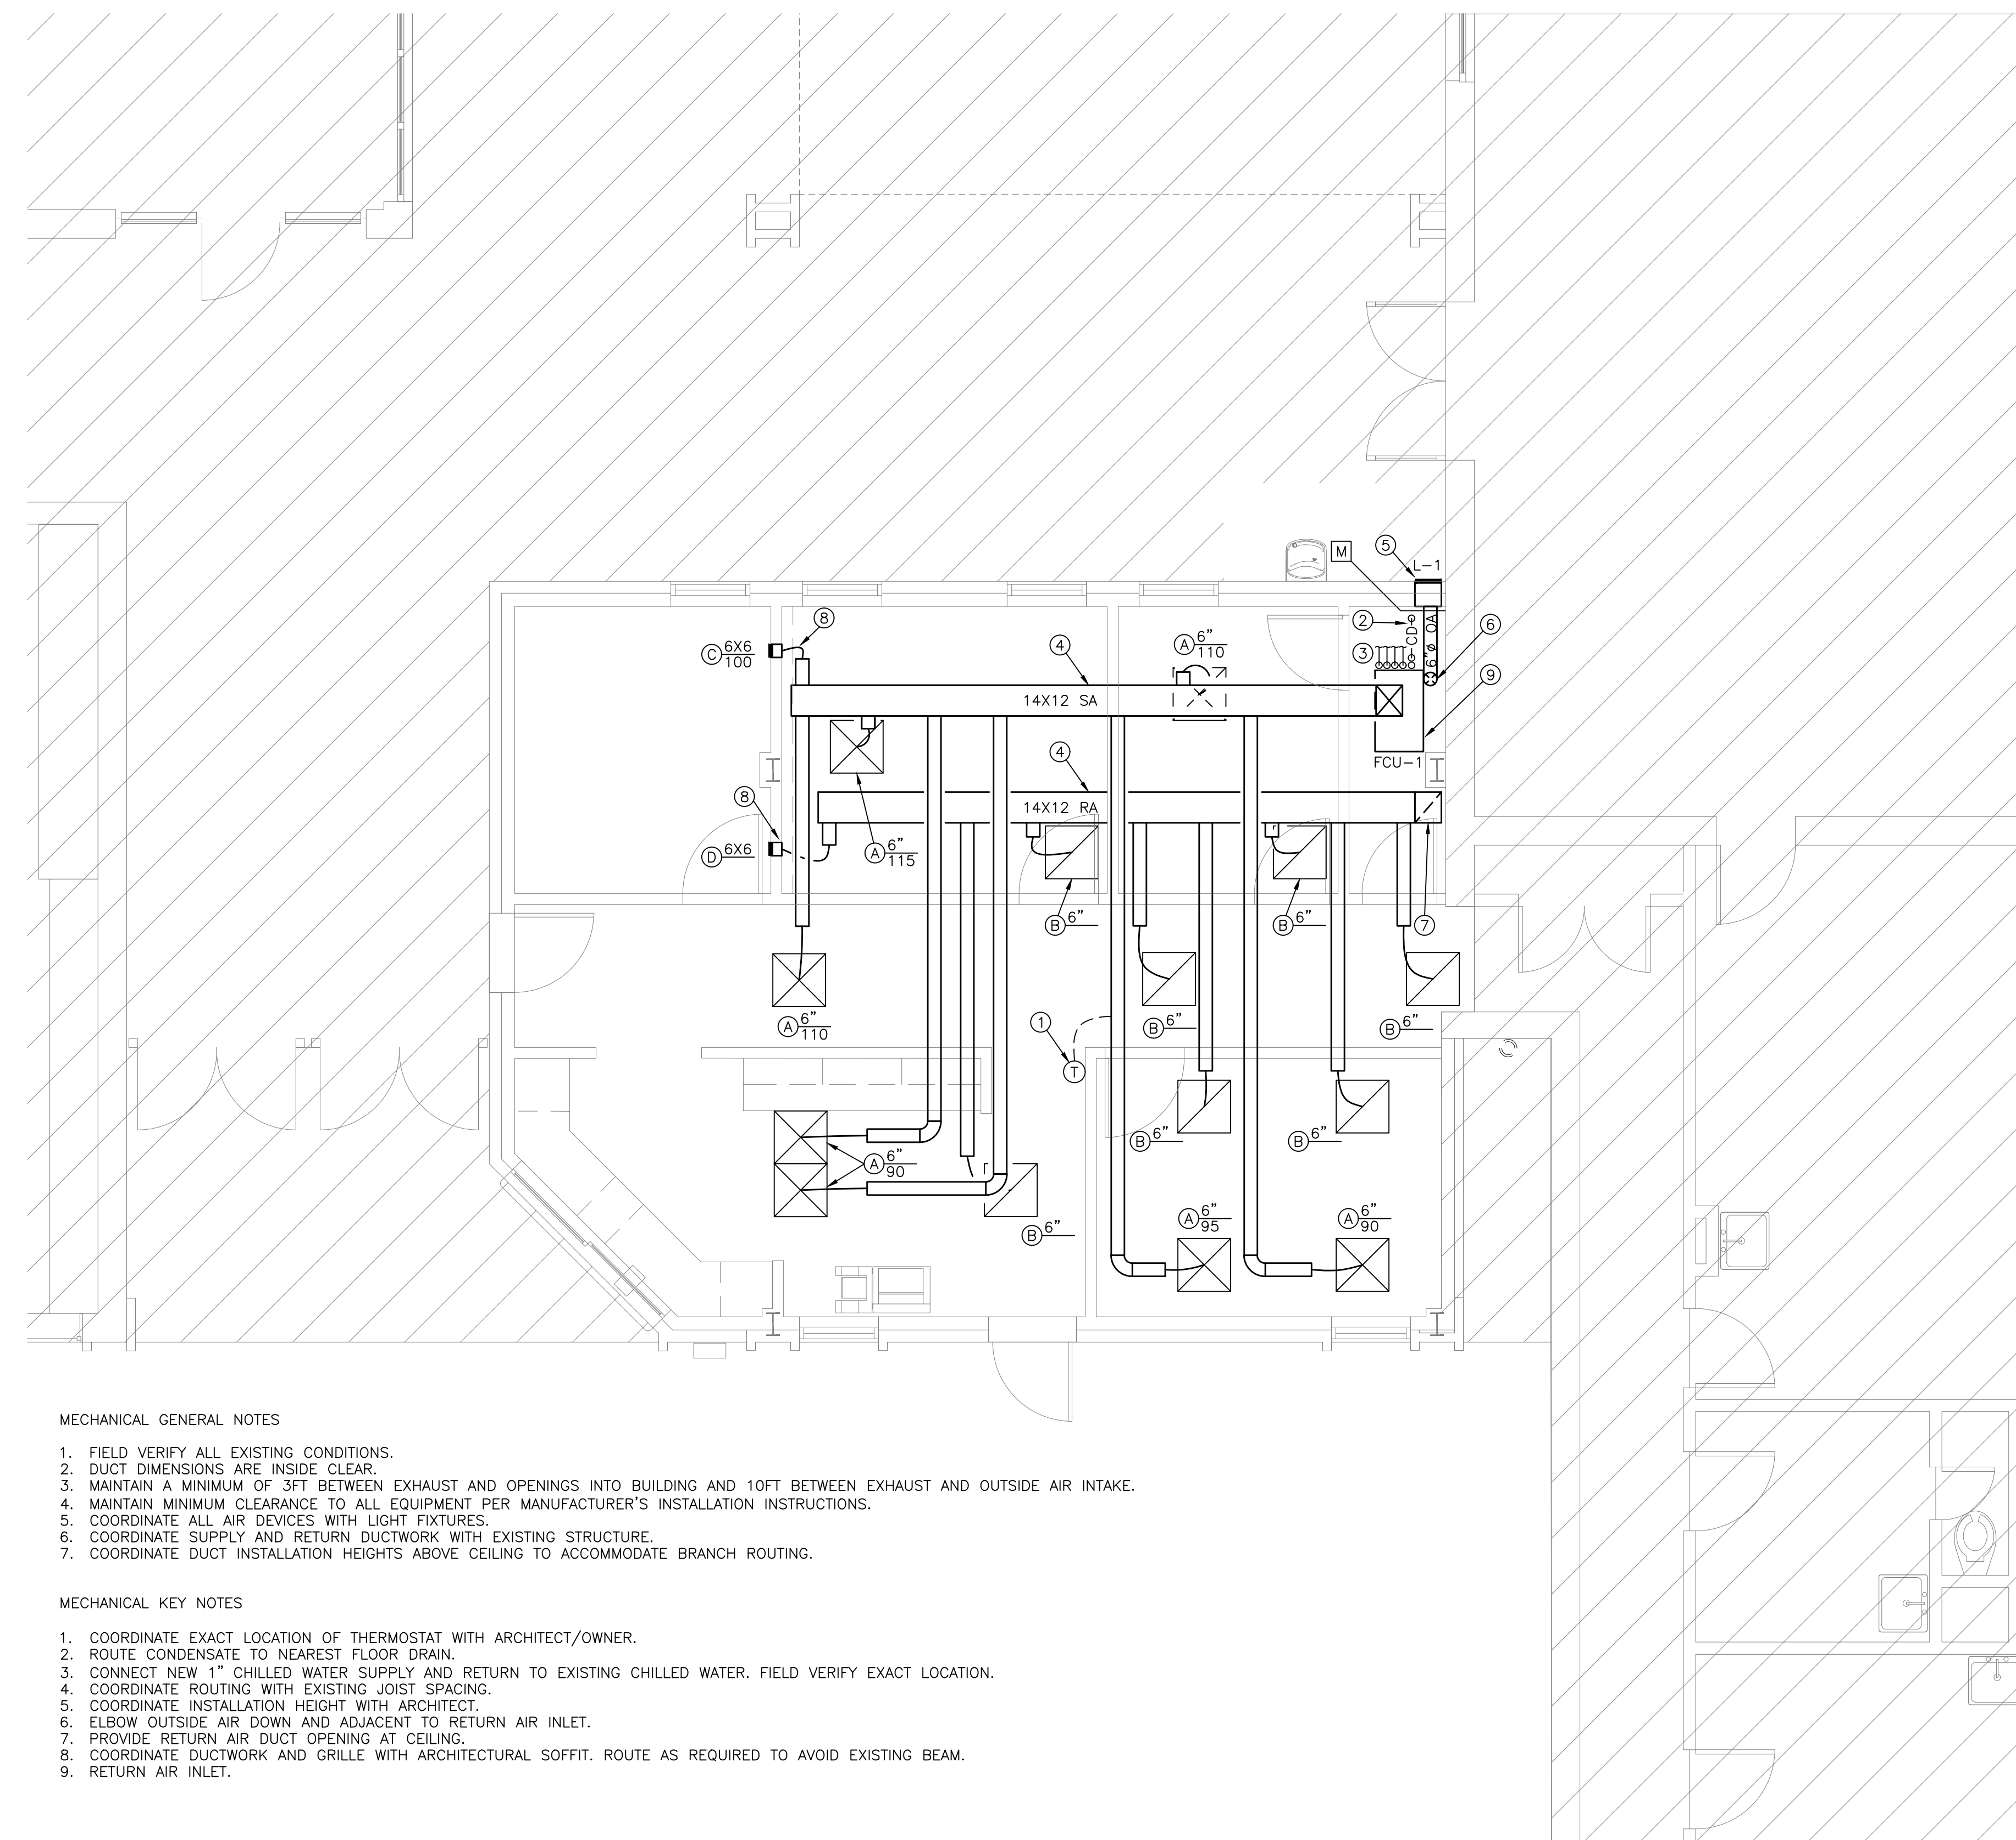 M
5
L-1
8
2
CD
6"ø OA
6
C 6X6
100
4
A 6"
110
3
9
14X12 SA
4
FCU-1
8
14X12 RA
D 6X6
A 6"
115
B 6"
B 6"
7
A 6"
110
1
B 6"
B 6"
T
B 6"
B 6"
A 6"
90
A 6"
95
A 6"
90
B 6"
MECHANICAL GENERAL NOTES
1. FIELD VERIFY ALL EXISTING CONDITIONS.
2. DUCT DIMENSIONS ARE INSIDE CLEAR.
3. MAINTAIN A MINIMUM OF 3FT BETWEEN EXHAUST AND OPENINGS INTO BUILDING AND 10FT BETWEEN EXHAUST AND OUTSIDE AIR INTAKE.
4. MAINTAIN MINIMUM CLEARANCE TO ALL EQUIPMENT PER MANUFACTURER'S INSTALLATION INSTRUCTIONS.
5. COORDINATE ALL AIR DEVICES WITH LIGHT FIXTURES.
6. COORDINATE SUPPLY AND RETURN DUCTWORK WITH EXISTING STRUCTURE.
7. COORDINATE DUCT INSTALLATION HEIGHTS ABOVE CEILING TO ACCOMMODATE BRANCH ROUTING.
MECHANICAL KEY NOTES
1. COORDINATE EXACT LOCATION OF THERMOSTAT WITH ARCHITECT/OWNER.
2. ROUTE CONDENSATE TO NEAREST FLOOR DRAIN.
3. CONNECT NEW 1" CHILLED WATER SUPPLY AND RETURN TO EXISTING CHILLED WATER. FIELD VERIFY EXACT LOCATION.
4. COORDINATE ROUTING WITH EXISTING JOIST SPACING.
5. COORDINATE INSTALLATION HEIGHT WITH ARCHITECT.
6. ELBOW OUTSIDE AIR DOWN AND ADJACENT TO RETURN AIR INLET.
7. PROVIDE RETURN AIR DUCT OPENING AT CEILING.
8. COORDINATE DUCTWORK AND GRILLE WITH ARCHITECTURAL SOFFIT. ROUTE AS REQUIRED TO AVOID EXISTING BEAM.
9. RETURN AIR INLET.